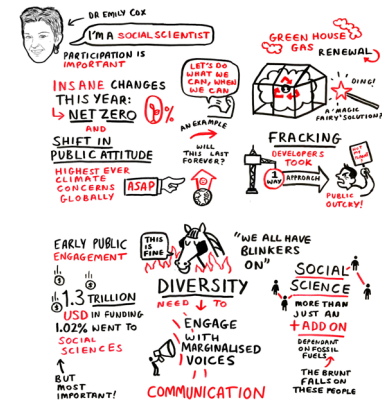 DR EMILY COX
I'M A SOCIAL SCIENTIST
PARTICIPATION IS
IMPORTANT
GREEN HOUSE
GAS
RENEWAL
DING!
A 'MAGIC
FAIRY' SOLUTION?
INSANE CHANGES
THIS YEAR:
NET ZERO
0%
AND
SHIFT IN
PUBLIC ATTITUDE
HIGHEST EVER
CLIMATE
CONCERNS
GLOBALLY
ASAP
LET'S DO
WHAT WE
CAN, WHEN
WE CAN
AN EXAMPLE
WILL
THIS LAST
FOREVER?
FRACKING
DEVELOPERS
TOOK
1
WAY
APPROACH
PUBLIC
OUTCRY!
EARLY PUBLIC
ENGAGEMENT
1.3 TRILLION
USD IN FUNDING
1.02% WENT TO
SOCIAL
SCIENCES
BUT
MOST
IMPORTANT!
THIS
IS
FINE
"WE ALL HAVE
BLINKERS
ON"
DIVERSITY
NEED TO
ENGAGE
WITH
MARGINALISED
VOICES
COMMUNICATION
SOCIAL
SCIENCE
MORE THAN
JUST AN
+ ADD ON
DEPENDANT
ON FOSSIL
FUELS
THE BRUNT
FALLS ON
THESE PEOPLE